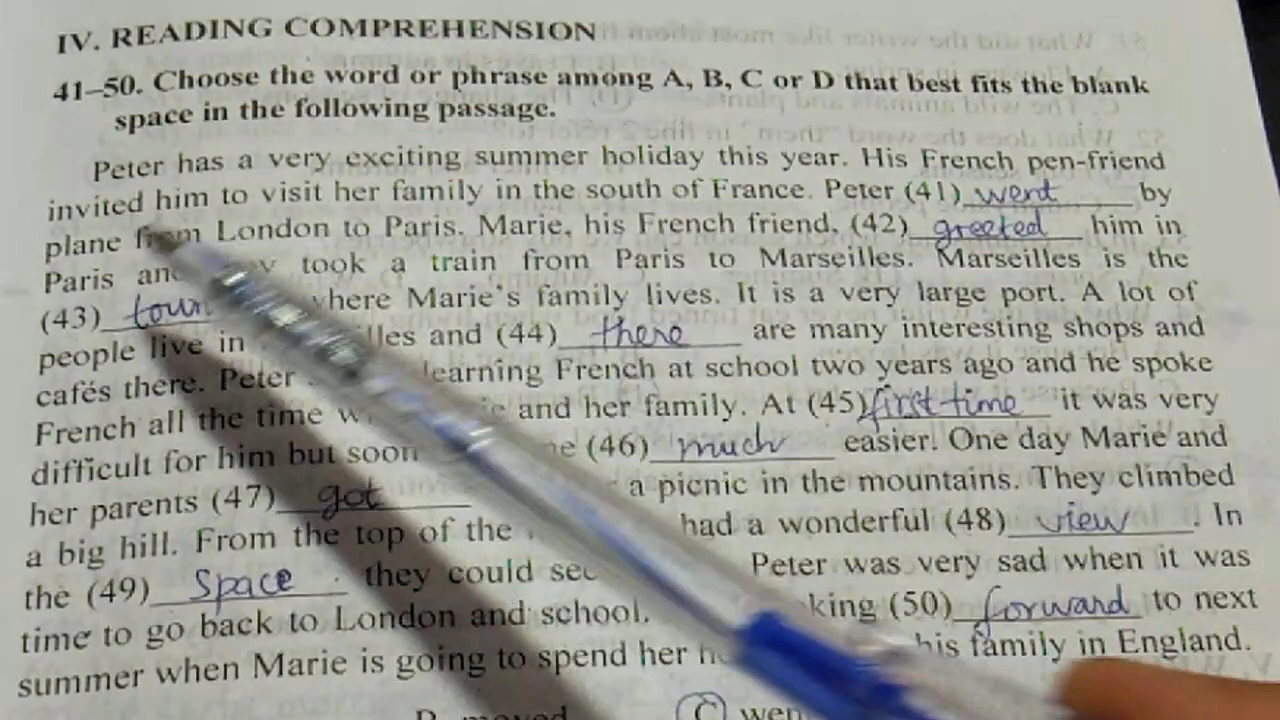 IV. READING COMPREHENSION
41–50. Choose the word or phrase among A, B, C or D that best fits the blank
space in the following passage.
Peter has a very exciting summer holiday this year. His French pen-friend
invited him to visit her family in the south of France. Peter (41) went by
plane from London to Paris. Marie, his French friend, (42) greeted him in
Paris and took a train from Paris to Marseilles. Marseilles is the
(43) town where Marie's family lives. It is a very large port. A lot of
people live in lles and (44) there are many interesting shops and
cafés there. Peter learning French at school two years ago and he spoke
French all the time and her family. At (45) first time it was very
difficult for him but soon (46) much easier. One day Marie and
her parents (47) got a picnic in the mountains. They climbed
a big hill. From the top of the had a wonderful (48) view. In
the (49) Space they could see Peter was very sad when it was
time to go back to London and school. king (50) forward to next
summer when Marie is going to spend her his family in England.
moved C